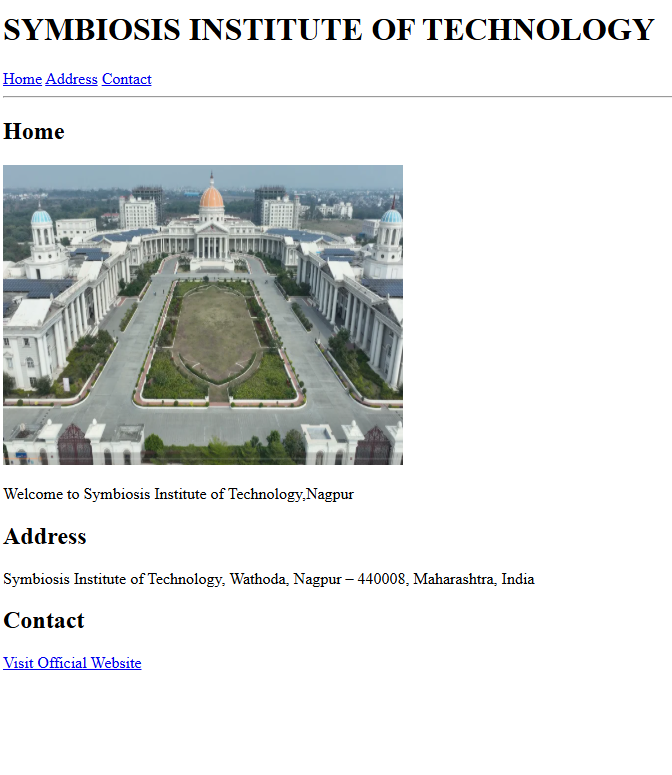 SYMBIOSIS INSTITUTE OF TECHNOLOGY
Home Address Contact
Home
Welcome to Symbiosis Institute of Technology,Nagpur
Address
Symbiosis Institute of Technology, Wathoda, Nagpur – 440008, Maharashtra, India
Contact
Visit Official Website